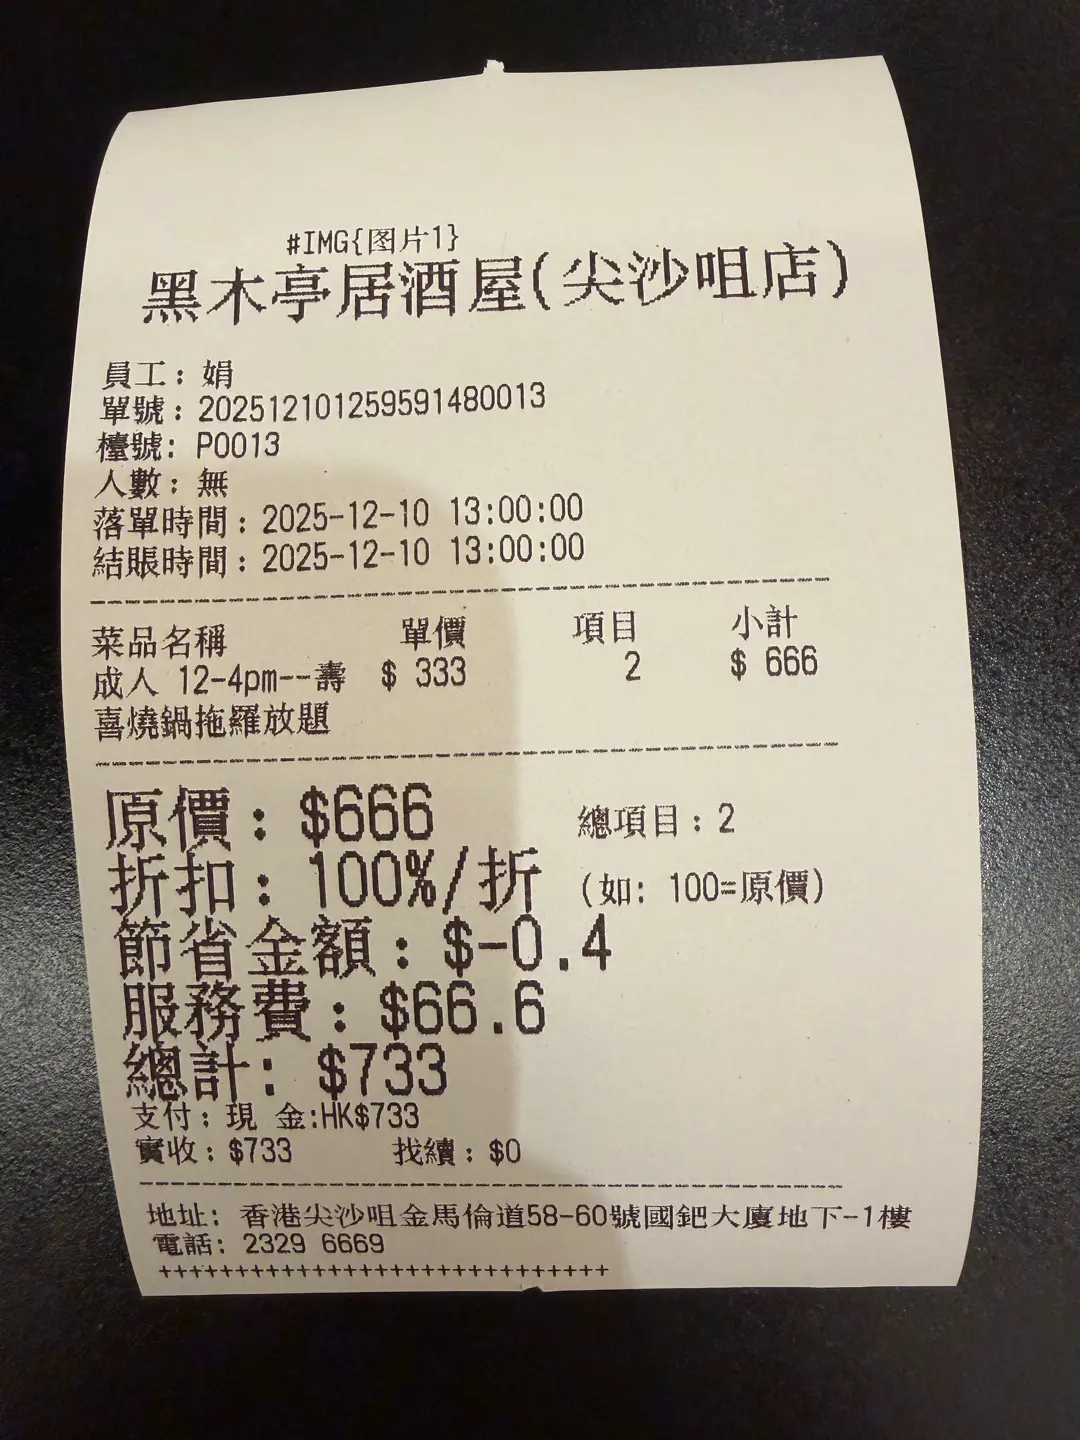 #IMG{图片1}
黑木亭居酒屋(尖沙咀店)
員工: 娟
單號: 202512101259591480013
檯號: P0013
人數: 無
落單時間: 2025-12-10 13:00:00
結賬時間: 2025-12-10 13:00:00
菜品名稱 單價 項目 小計
成人 12-4pm--壽 $ 333 2 $ 666
喜燒鍋拖羅放題
原價: $666 總項目: 2
折扣: 100%/折 (如: 100=原價)
節省金額: $-0.4
服務費: $66.6
總計: $733
支付: 現 金:HK$733
實收: $733 找續: $0
地址: 香港尖沙咀金馬倫道58-60號國鈀大廈地下-1樓
電話: 2329 6669
+++++++++++++++++++++++++++++